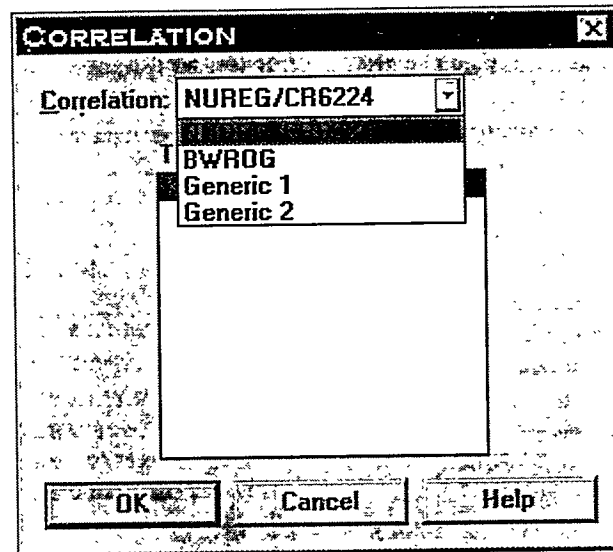 CORRELATION
Correlation: NUREG/CR6224
T
BWROG
Generic 1
Generic 2
OK Cancel Help